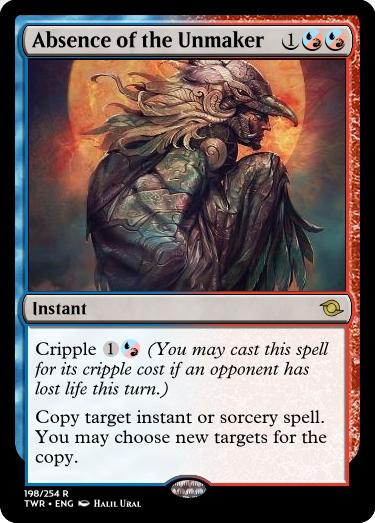 Absence of the Unmaker 1
Instant
Cripple 1 (You may cast this spell
for its cripple cost if an opponent has
lost life this turn.)
Copy target instant or sorcery spell.
You may choose new targets for the
copy.
198/254 R
TWR • ENG Halil Ural